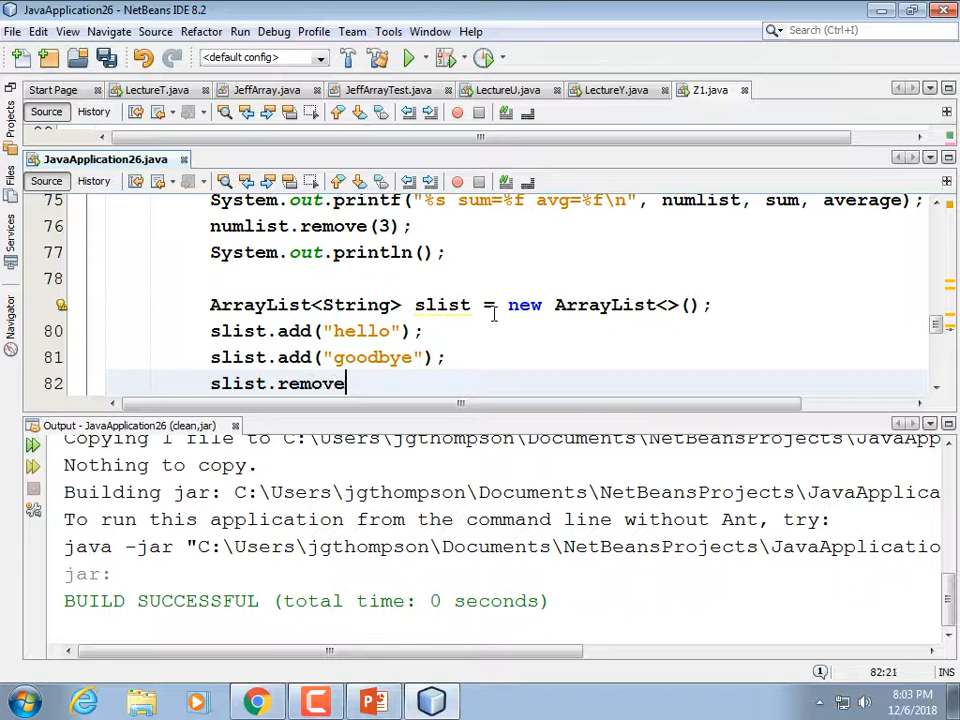 JavaApplication26 - NetBeans IDE 8.2
File Edit View Navigate Source Refactor Run Debug Profile Team Tools Window Help
Search (Ctrl+I)
<default config>
Start Page LectureT.java JeffArray.java JeffArrayTest.java LectureU.java LectureY.java Z1.java
Source History
JavaApplication26.java
Source History
Projects
Files
Services
Navigator
75 System.out.printf("%s sum=%f avg=%f\n", numlist, sum, average);
76 numlist.remove(3);
77 System.out.println();
78
ArrayList<String> slist = new ArrayList<>();
80 slist.add("hello");
81 slist.add("goodbye");
82 slist.remove
Output - JavaApplication26 (clean,jar)
Copying 1 file to C:\Users\jgthompson\Documents\NetBeansProjects\JavaApp
Nothing to copy.
Building jar: C:\Users\jgthompson\Documents\NetBeansProjects\JavaApplica
To run this application from the command line without Ant, try:
java -jar "C:\Users\jgthompson\Documents\NetBeansProjects\JavaApplicatio
jar:
BUILD SUCCESSFUL (total time: 0 seconds)
1 82:21 INS
8:03 PM
12/6/2018